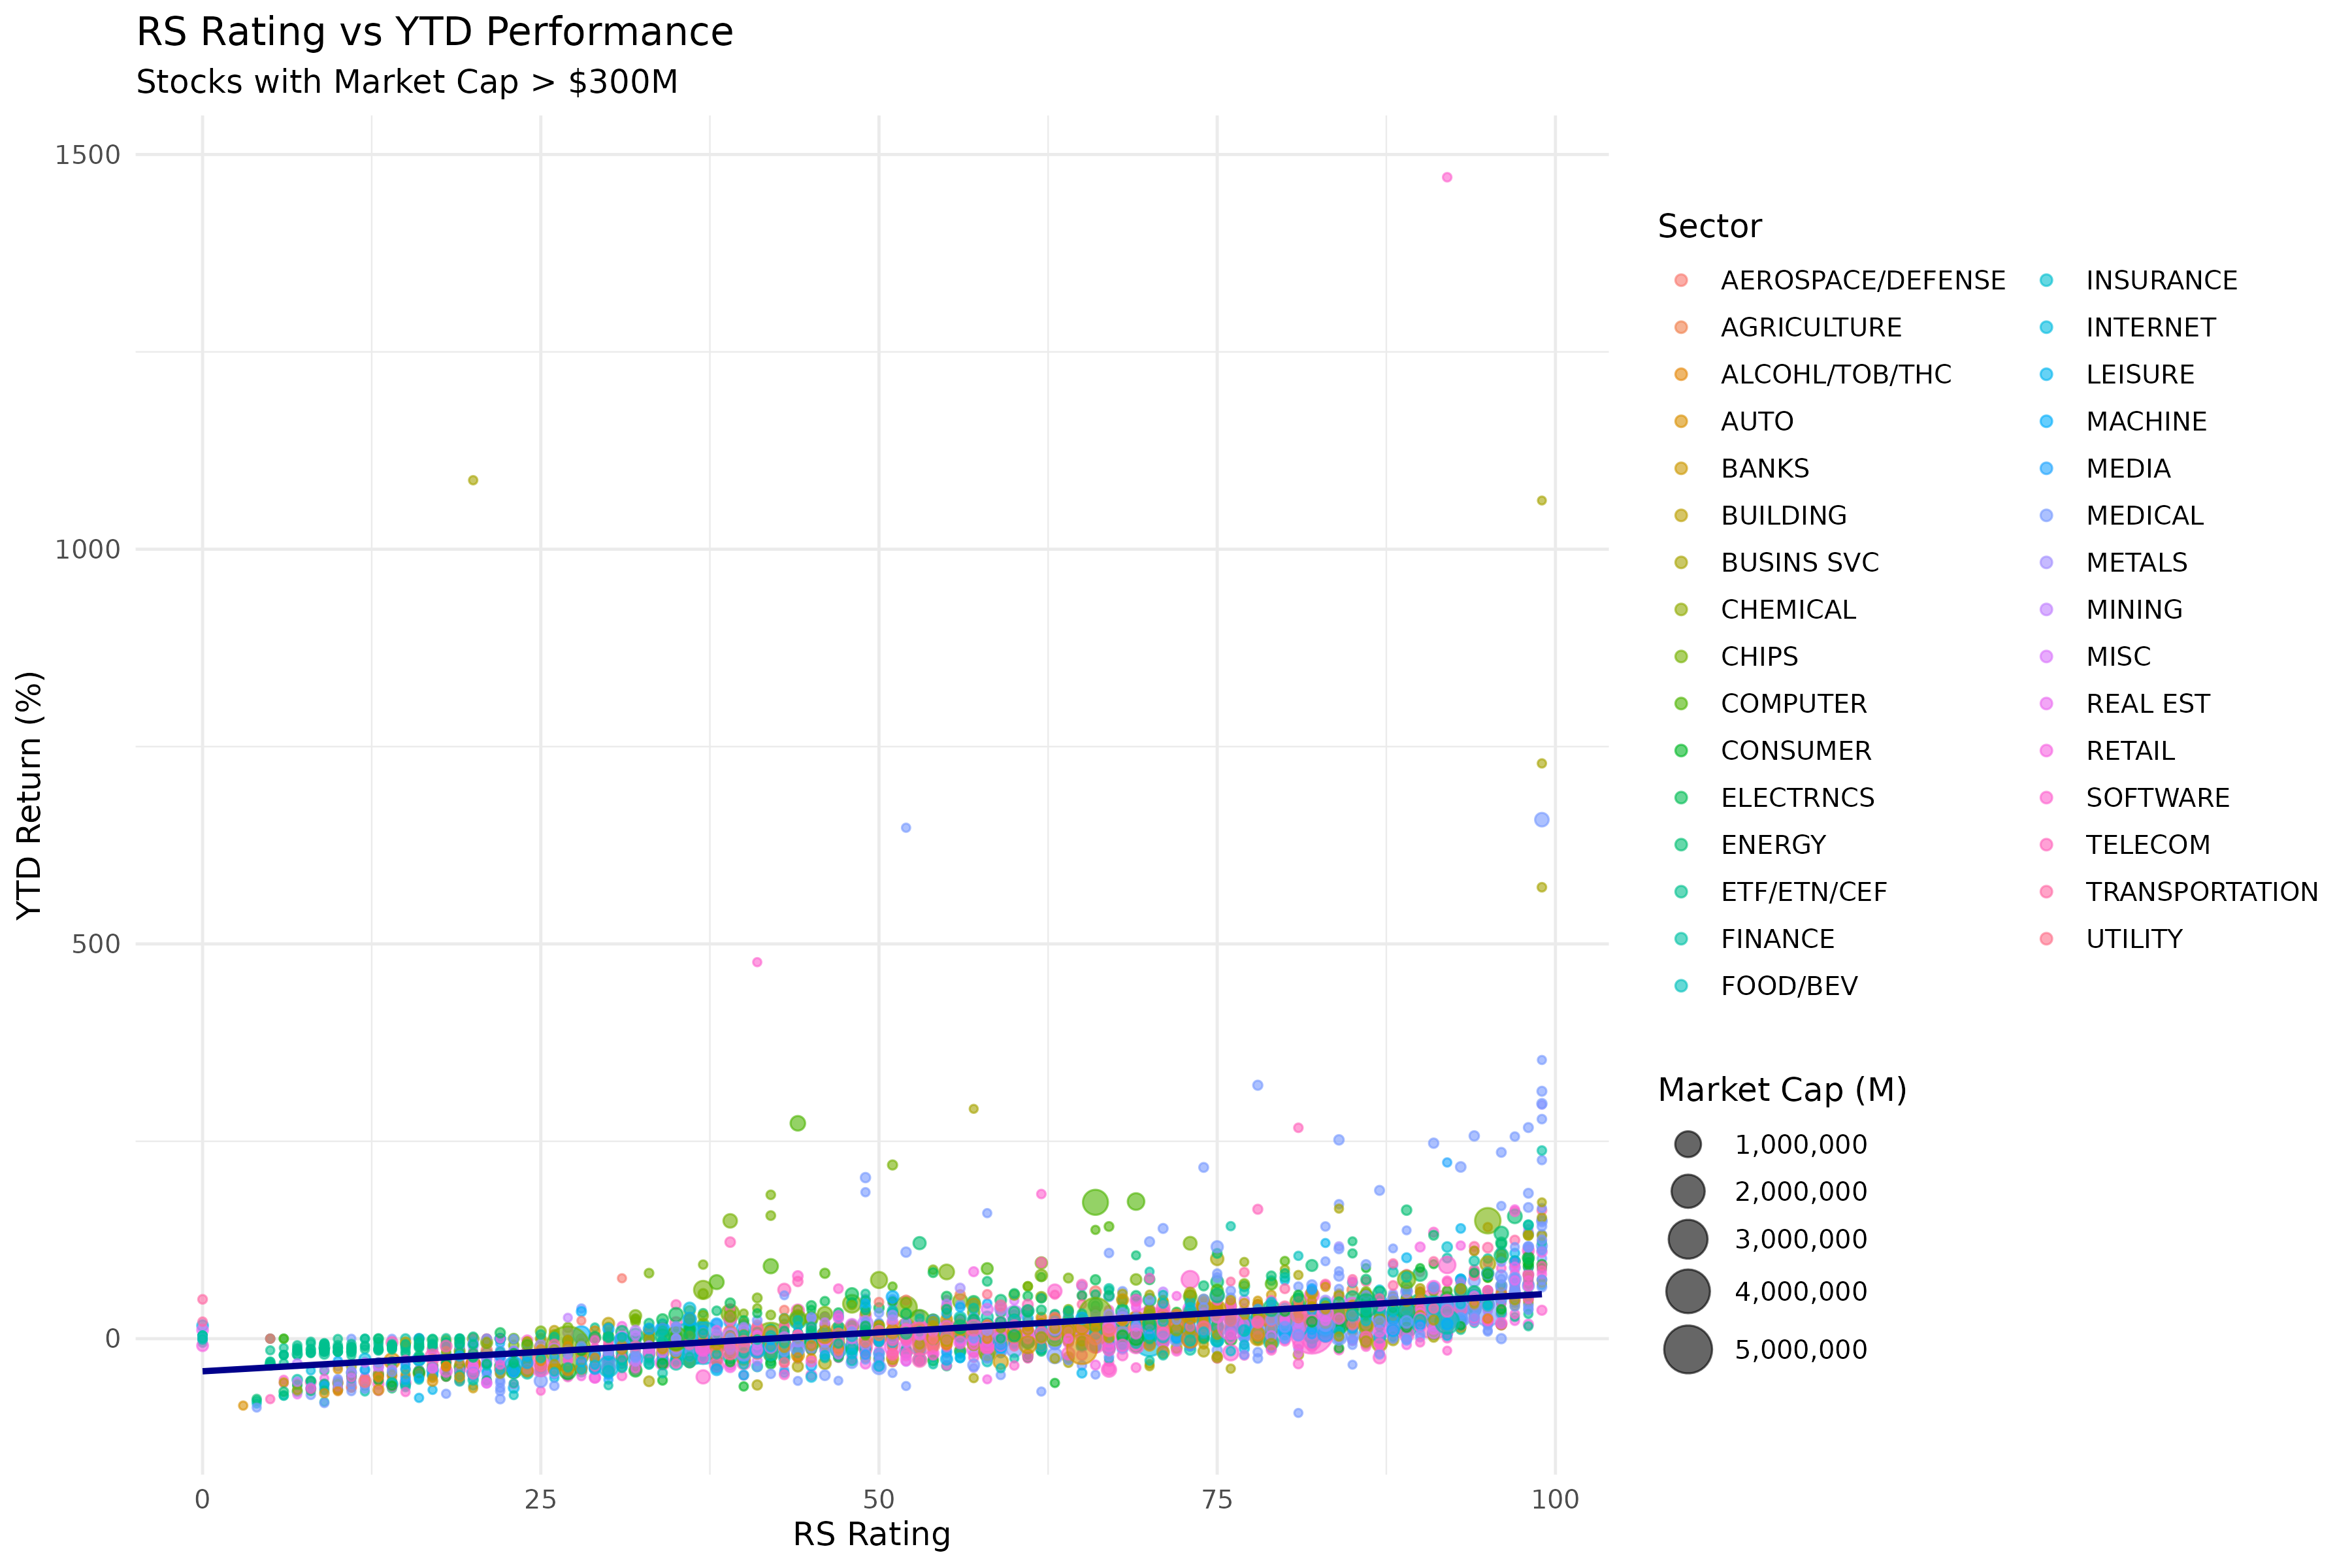 RS Rating vs YTD Performance
Stocks with Market Cap > $300M
YTD Return (%)
1500
1000
500
0
0
25
50
75
100
RS Rating
Sector
AEROSPACE/DEFENSE
AGRICULTURE
ALCOHL/TOB/THC
AUTO
BANKS
BUILDING
BUSINS SVC
CHEMICAL
CHIPS
COMPUTER
CONSUMER
ELECTRNCS
ENERGY
ETF/ETN/CEF
FINANCE
FOOD/BEV
INSURANCE
INTERNET
LEISURE
MACHINE
MEDIA
MEDICAL
METALS
MINING
MISC
REAL EST
RETAIL
SOFTWARE
TELECOM
TRANSPORTATION
UTILITY
Market Cap (M)
1,000,000
2,000,000
3,000,000
4,000,000
5,000,000